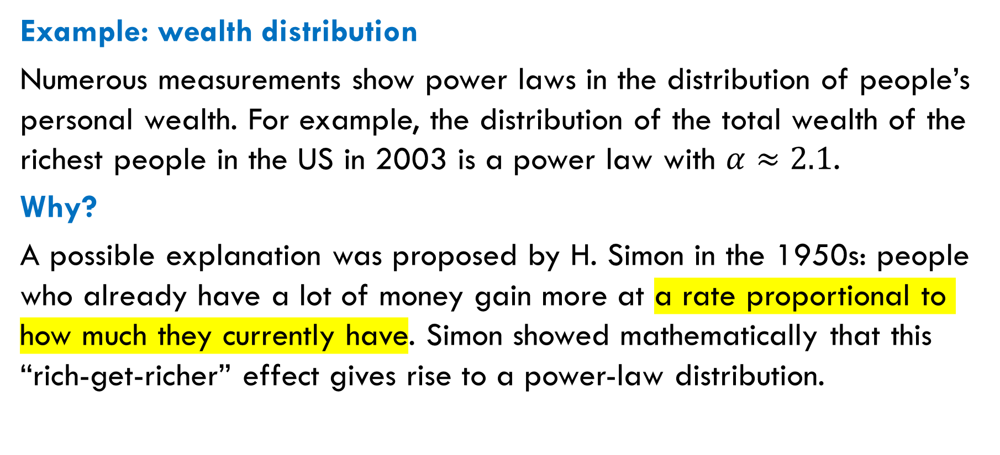 Example: wealth distribution
Numerous measurements show power laws in the distribution of people’s
personal wealth. For example, the distribution of the total wealth of the
richest people in the US in 2003 is a power law with 𝛼 ≈ 2.1.
Why?
A possible explanation was proposed by H. Simon in the 1950s: people
who already have a lot of money gain more at a rate proportional to
how much they currently have. Simon showed mathematically that this
“rich-get-richer” effect gives rise to a power-law distribution.